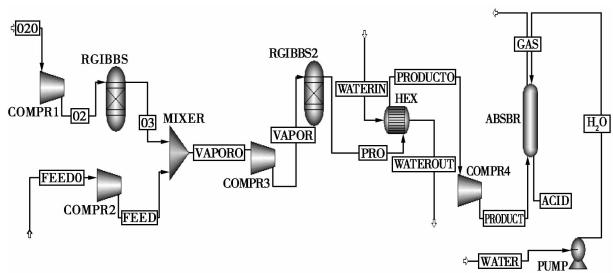 020
COMPR1
02
RGIBBS
03
MIXER
FEED0
COMPR2
FEED
VAPORO
COMPR3
VAPOR
RGIBBS2
PRO
WATERIN
HEX
PRODUCTO
WATEROUT
COMPR4
PRODUCT
GAS
ABSBR
ACID
H₂O
WATER
PUMP